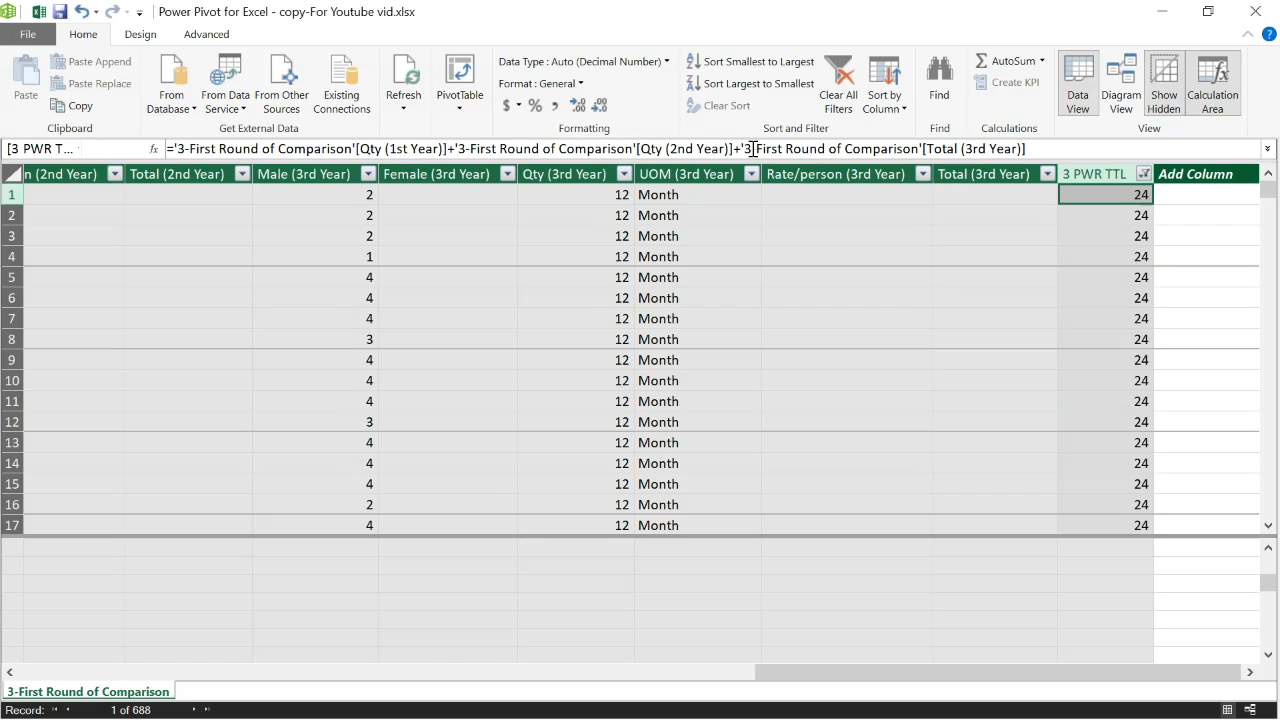 Power Pivot for Excel - copy-For Youtube vid.xlsx
File Home Design Advanced
Paste Append
Paste Replace
Copy
Paste
Clipboard
From Database
From Data Service
From Other Sources
Existing Connections
Get External Data
Refresh
PivotTable
Data Type : Auto (Decimal Number)
Format : General
$ % ,
Formatting
Sort Smallest to Largest
Sort Largest to Smallest
Clear Sort
Clear All Filters
Sort by Column
Sort and Filter
Find
Find
AutoSum
Create KPI
Calculations
Data View
Diagram View
Show Hidden
Calculation Area
View
[3 PWR T... fx ='3-First Round of Comparison'[Qty (1st Year)]+'3-First Round of Comparison'[Qty (2nd Year)]+'3-First Round of Comparison'[Total (3rd Year)]
n (2nd Year) Total (2nd Year) Male (3rd Year) Female (3rd Year) Qty (3rd Year) UOM (3rd Year) Rate/person (3rd Year) Total (3rd Year) 3 PWR TTL Add Column
1 2 12 Month 24
2 2 12 Month 24
3 2 12 Month 24
4 1 12 Month 24
5 4 12 Month 24
6 4 12 Month 24
7 4 12 Month 24
8 3 12 Month 24
9 4 12 Month 24
10 4 12 Month 24
11 4 12 Month 24
12 3 12 Month 24
13 4 12 Month 24
14 4 12 Month 24
15 4 12 Month 24
16 2 12 Month 24
17 4 12 Month 24
3-First Round of Comparison
Record: 1 of 688